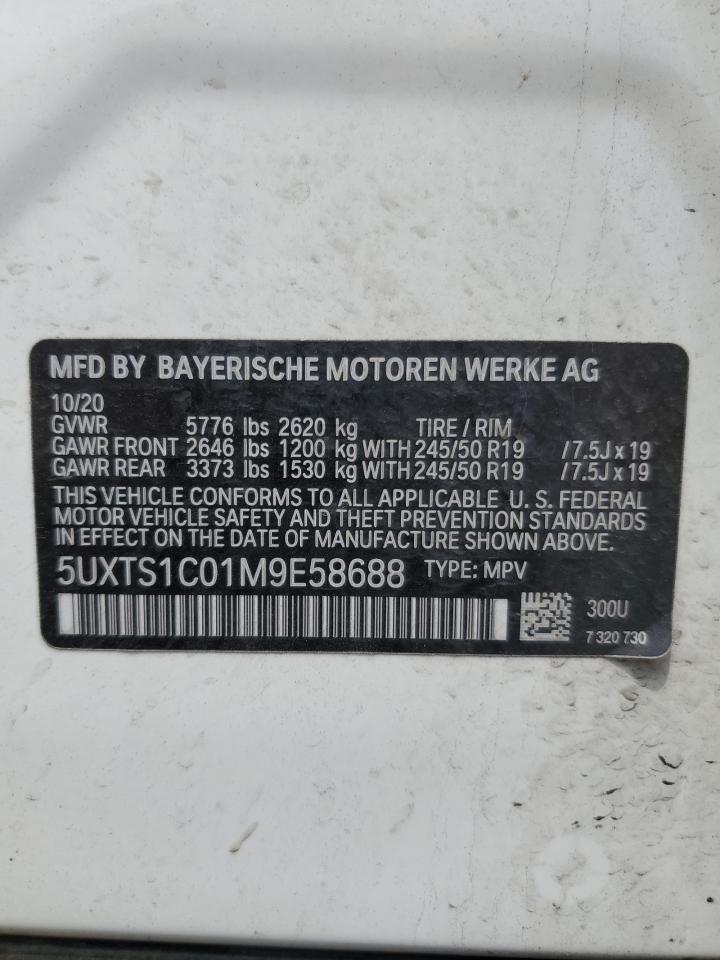 MFD BY BAYERISCHE MOTOREN WERKE AG
10/20
GVWR 5776 lbs 2620 kg TIRE / RIM
GAWR FRONT 2646 lbs 1200 kg WITH 245/50 R19 /7.5J x 19
GAWR REAR 3373 lbs 1530 kg WITH 245/50 R19 /7.5J x 19
THIS VEHICLE CONFORMS TO ALL APPLICABLE U. S. FEDERAL
MOTOR VEHICLE SAFETY AND THEFT PREVENTION STANDARDS
IN EFFECT ON THE DATE OF MANUFACTURE SHOWN ABOVE.
5UXTS1C01M9E58688 TYPE: MPV
300U
7 320 730